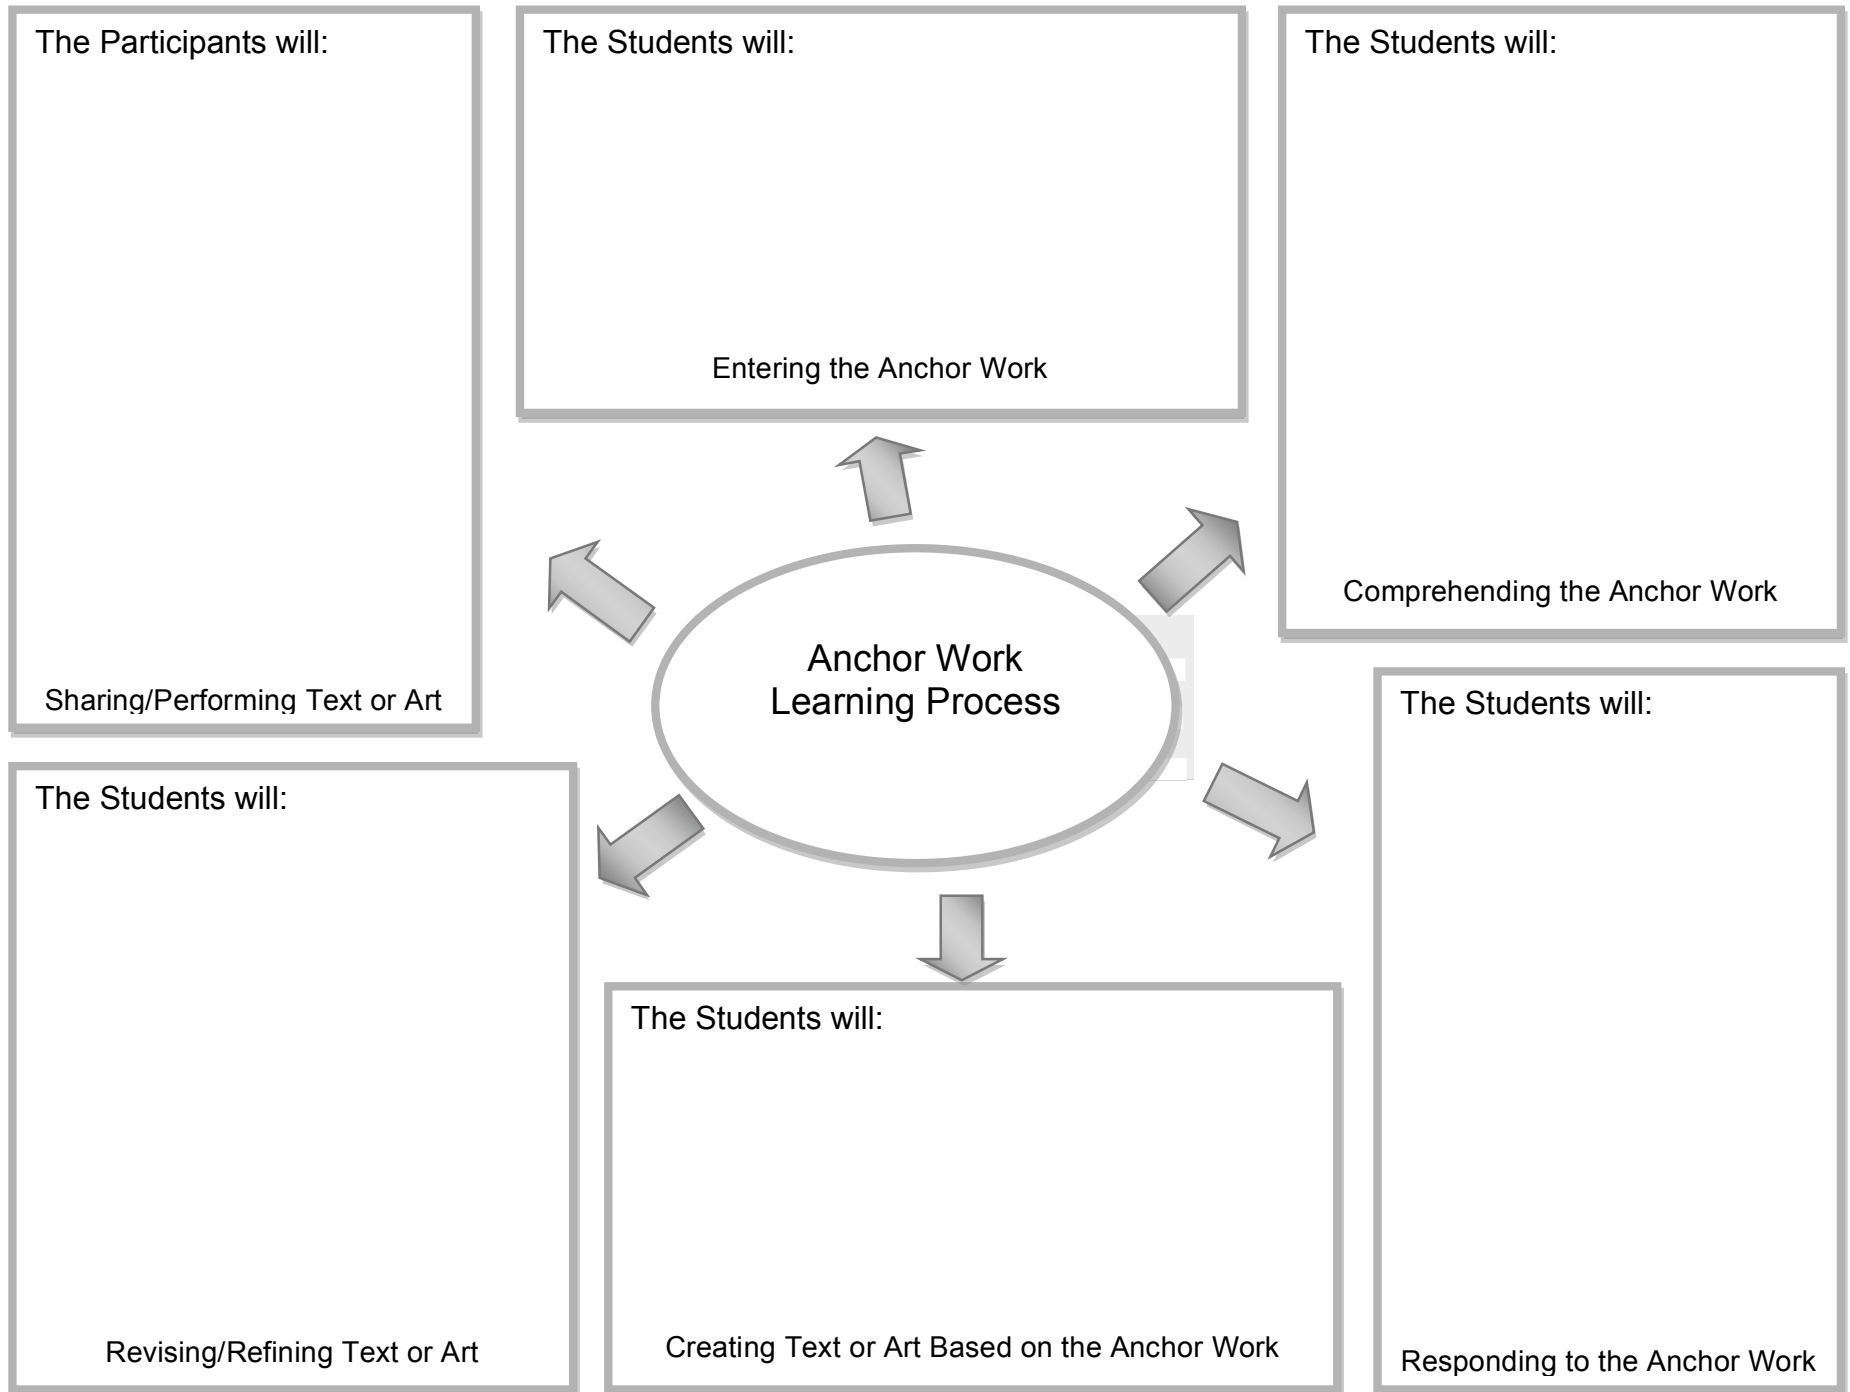 The Participants will:
Sharing/Performing Text or Art
The Students will:
Entering the Anchor Work
The Students will:
Comprehending the Anchor Work
Anchor Work
Learning Process
The Students will:
Responding to the Anchor Work
The Students will:
Revising/Refining Text or Art
The Students will:
Creating Text or Art Based on the Anchor Work